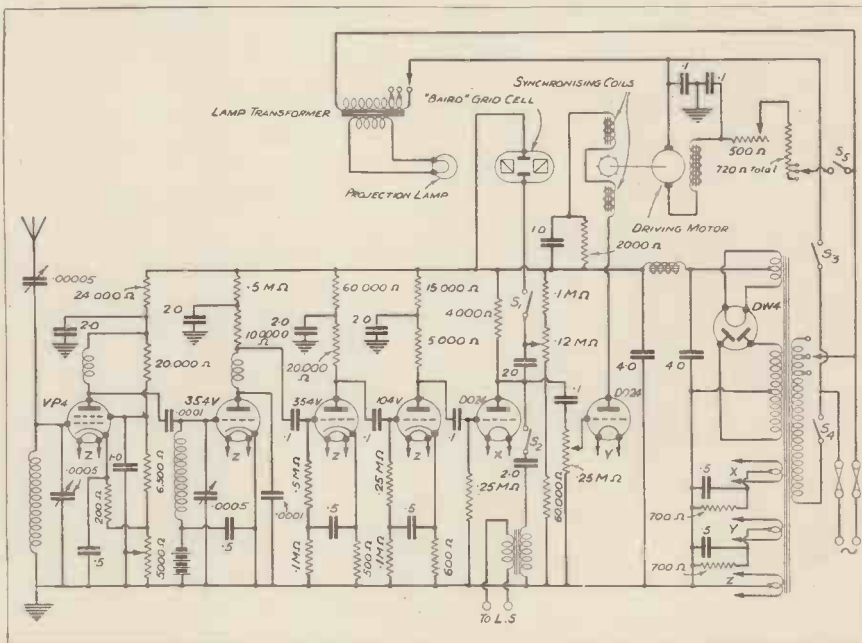 LAMP TRANSFORMER
"BAIRD" GRID CELL
SYNCHRONISING COILS
PROJECTION LAMP
DRIVING MOTOR
.1
.1
500 Ω
720 Ω Total
S5
S3
S4
1.0
2000 Ω
.00005
24 000 Ω
2.0
20.000 Ω
.5 MΩ
2.0
10.000 Ω
60.000 Ω
2.0
20.000 Ω
15 000 Ω
2.0
5 000 Ω
4 000 Ω
S1
.1 MΩ
.12 MΩ
2.0
4.0
4.0
DW4
VP4
.0001
354V
354V
.1
104V
.1
DO24
.1
DO24
Z
Z
Z
Z
X
Y
S2
2.0
.0005
200 Ω
1.0
.5
6.500 Ω
5000 Ω
.0005
.5
.0001
.5 MΩ
.1 MΩ
.5
500 Ω
.25 MΩ
.1 MΩ
.5
600 Ω
.25 MΩ
60.000 Ω
.25 MΩ
To L.S
.5
X
700 Ω
.5
Y
700 Ω
Z